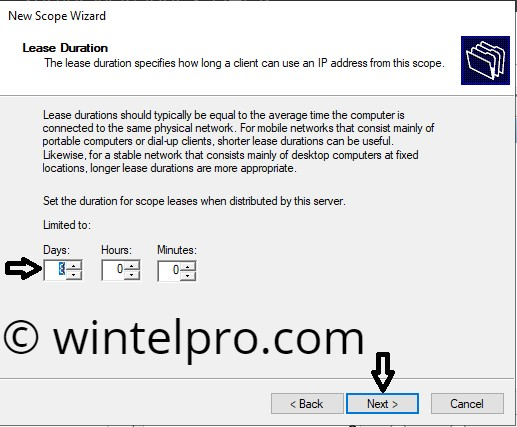 New Scope Wizard
Lease Duration
The lease duration specifies how long a client can use an IP address from this scope.
Lease durations should typically be equal to the average time the computer is
connected to the same physical network. For mobile networks that consist mainly of
portable computers or dial-up clients, shorter lease durations can be useful.
Likewise, for a stable network that consists mainly of desktop computers at fixed
locations, longer lease durations are more appropriate.
Set the duration for scope leases when distributed by this server.
Limited to:
Days: Hours: Minutes:
0 0
© wintelpro.com
< Back Next > Cancel